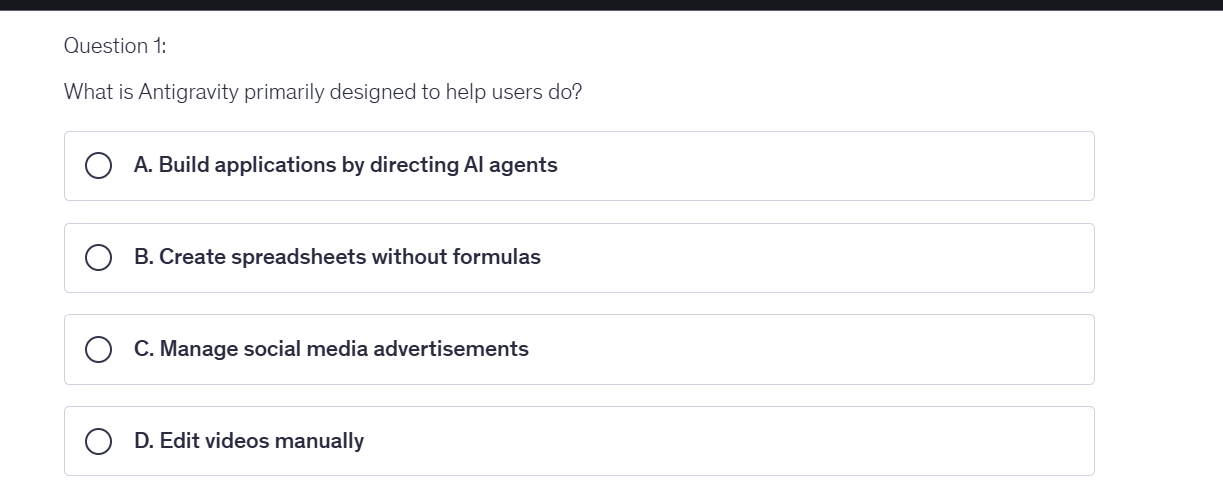 Question 1:
What is Antigravity primarily designed to help users do?
A. Build applications by directing AI agents
B. Create spreadsheets without formulas
C. Manage social media advertisements
D. Edit videos manually